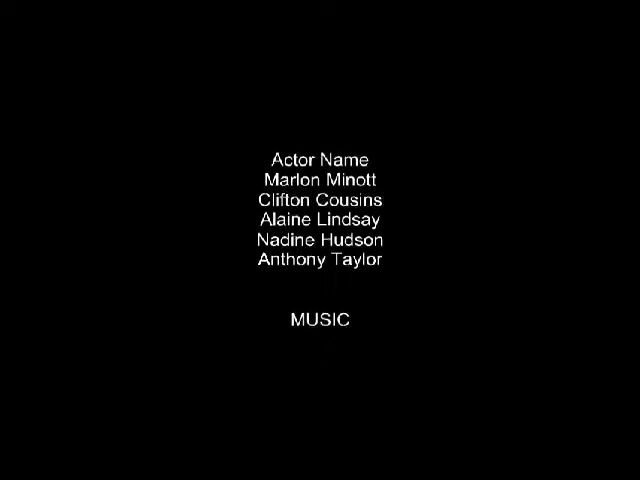 Actor Name
Marlon Minott
Clifton Cousins
Alaine Lindsay
Nadine Hudson
Anthony Taylor
MUSIC